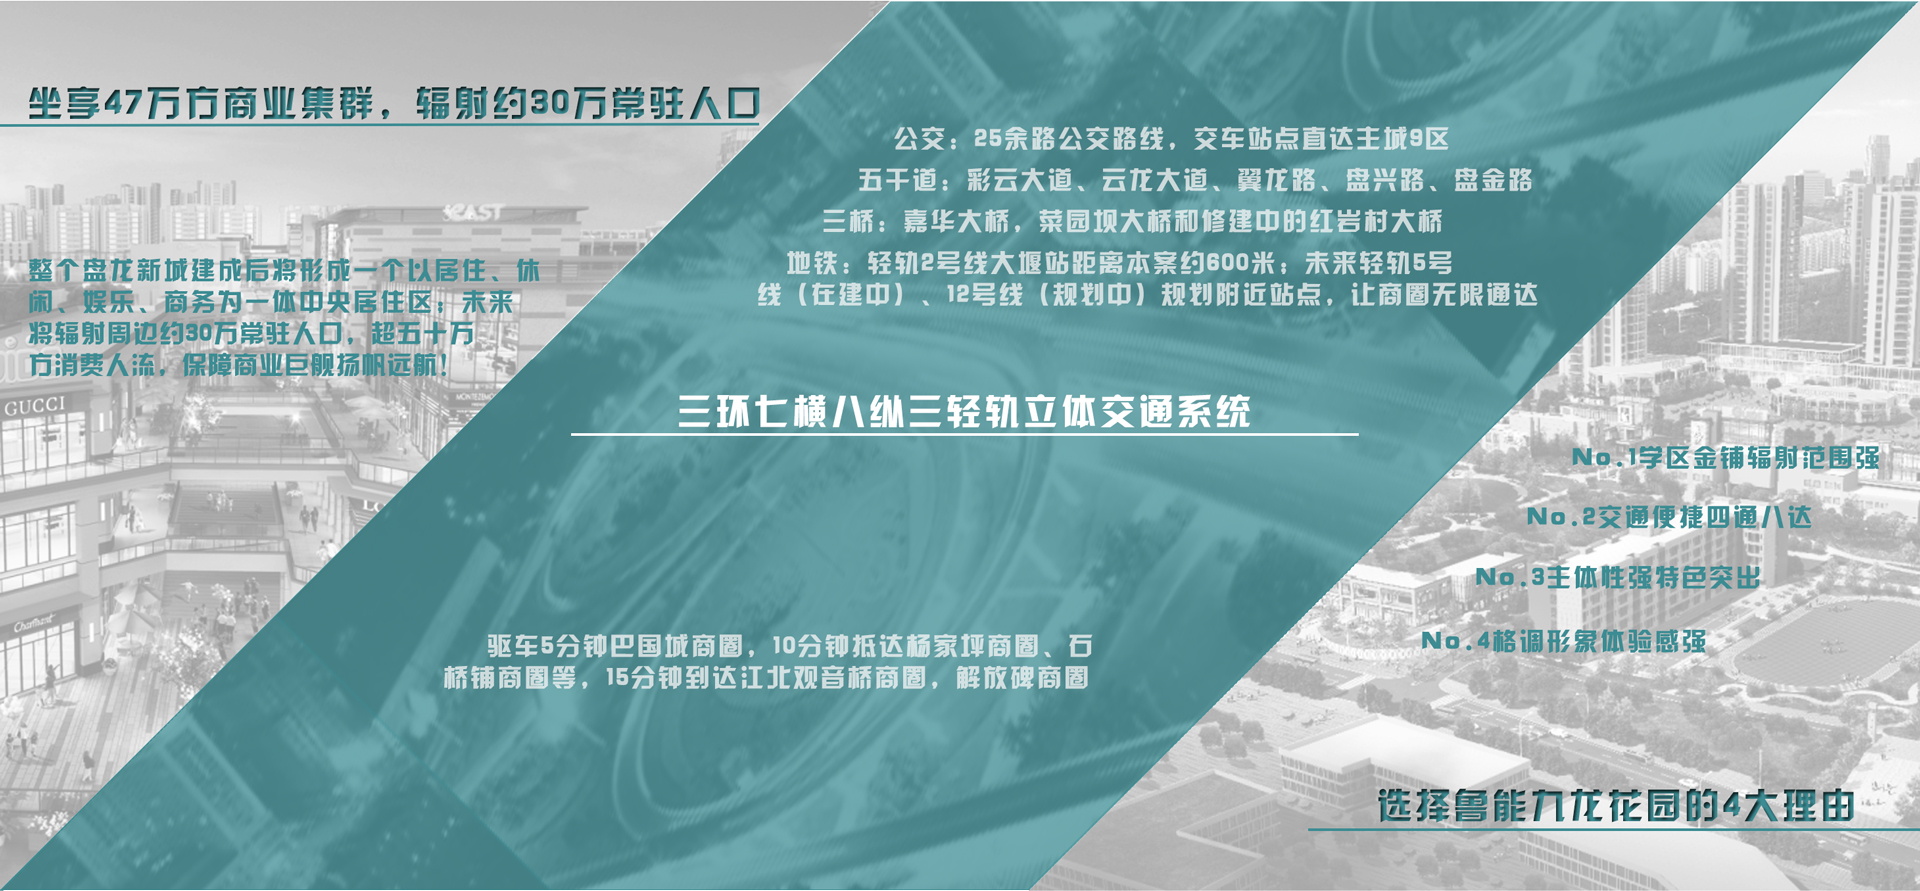 坐享47万方商业集群，辐射约30万常驻人口
EAST
整个盘龙新城建成后将形成一个以居住、休
闲、娱乐、商务为一体中央居住区；未来
将辐射周边约30万常驻人口，超五十万
方消费人流，保障商业巨舰扬帆远航！
GUCCI
公交：25余路公交路线，交车站点直达主城9区
五干道：彩云大道、云龙大道、翼龙路、盘兴路、盘金路
三桥：嘉华大桥，菜园坝大桥和修建中的红岩村大桥
地铁：轻轨2号线大堰站距离本案约600米；未来轻轨5号
线（在建中）、12号线（规划中）规划附近站点，让商圈无限通达
三环七横八纵三轻轨立体交通系统
驱车5分钟巴国城商圈，10分钟抵达杨家坪商圈、石
桥铺商圈等，15分钟到达江北观音桥商圈，解放碑商圈
No.1学区金铺辐射范围强
No.2交通便捷四通八达
No.3主体性强特色突出
No.4格调形象体验感强
选择鲁能九龙花园的4大理由